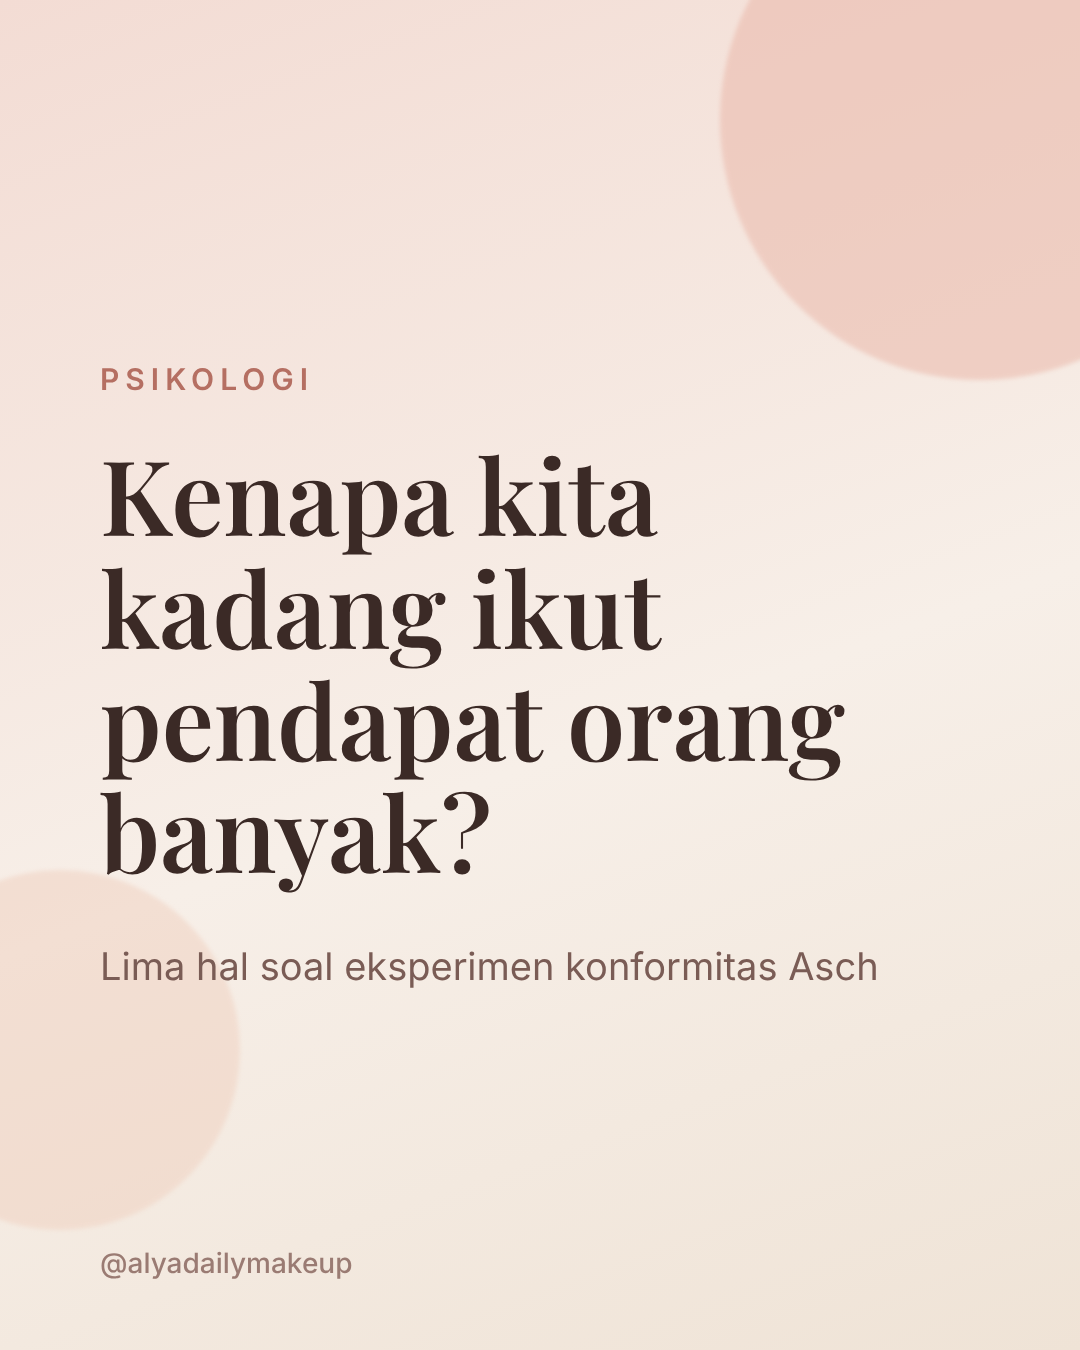 PSIKOLOGI
Kenapa kita
kadang ikut
pendapat orang
banyak?
Lima hal soal eksperimen konformitas Asch
@alyadailymakeup